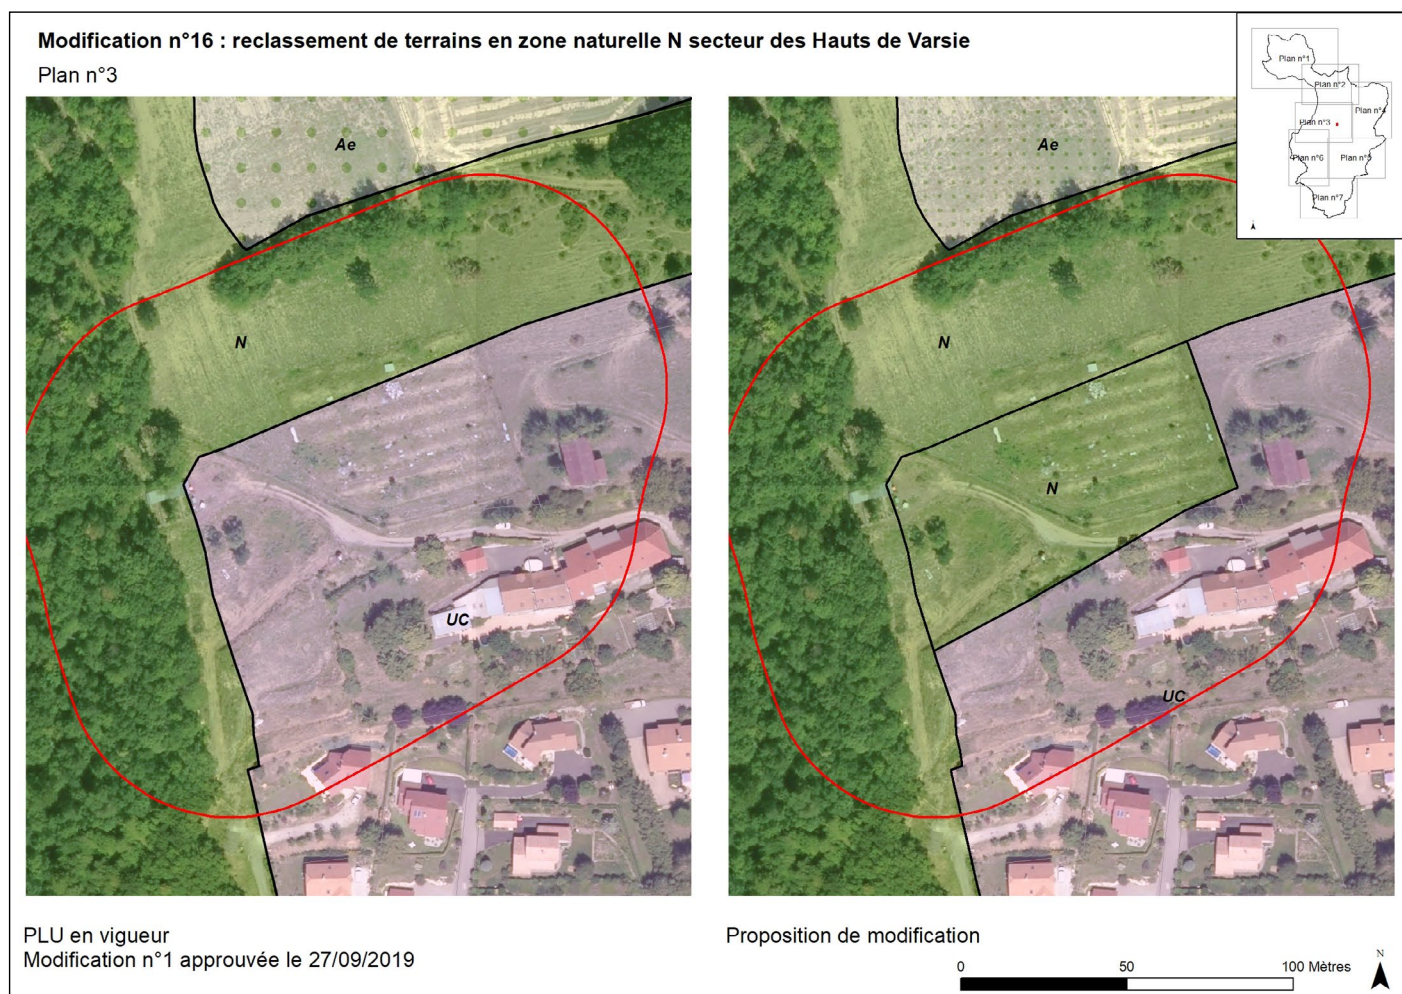 Modification n°16 : reclassement de terrains en zone naturelle N secteur des Hauts de Varsie
Plan n°3
Plan n°1
Plan n°2
Plan n°4
Plan n°3
Plan n°6
Plan n°5
Plan n°7
Ae
N
UC
Ae
N
N
UC
PLU en vigueur
Modification n°1 approuvée le 27/09/2019
Proposition de modification
0 50 100 Mètres
N